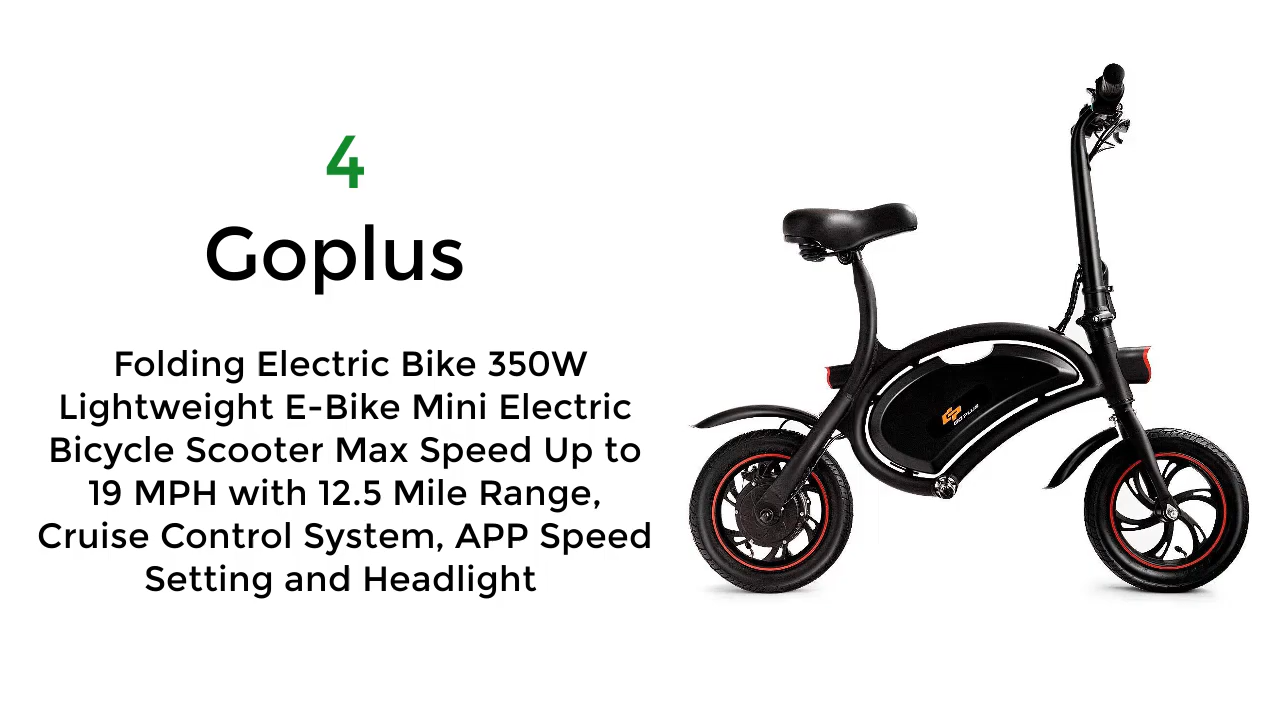 4
Goplus
Folding Electric Bike 350W
Lightweight E-Bike Mini Electric
Bicycle Scooter Max Speed Up to
19 MPH with 12.5 Mile Range,
Cruise Control System, APP Speed
Setting and Headlight
GOPLUS